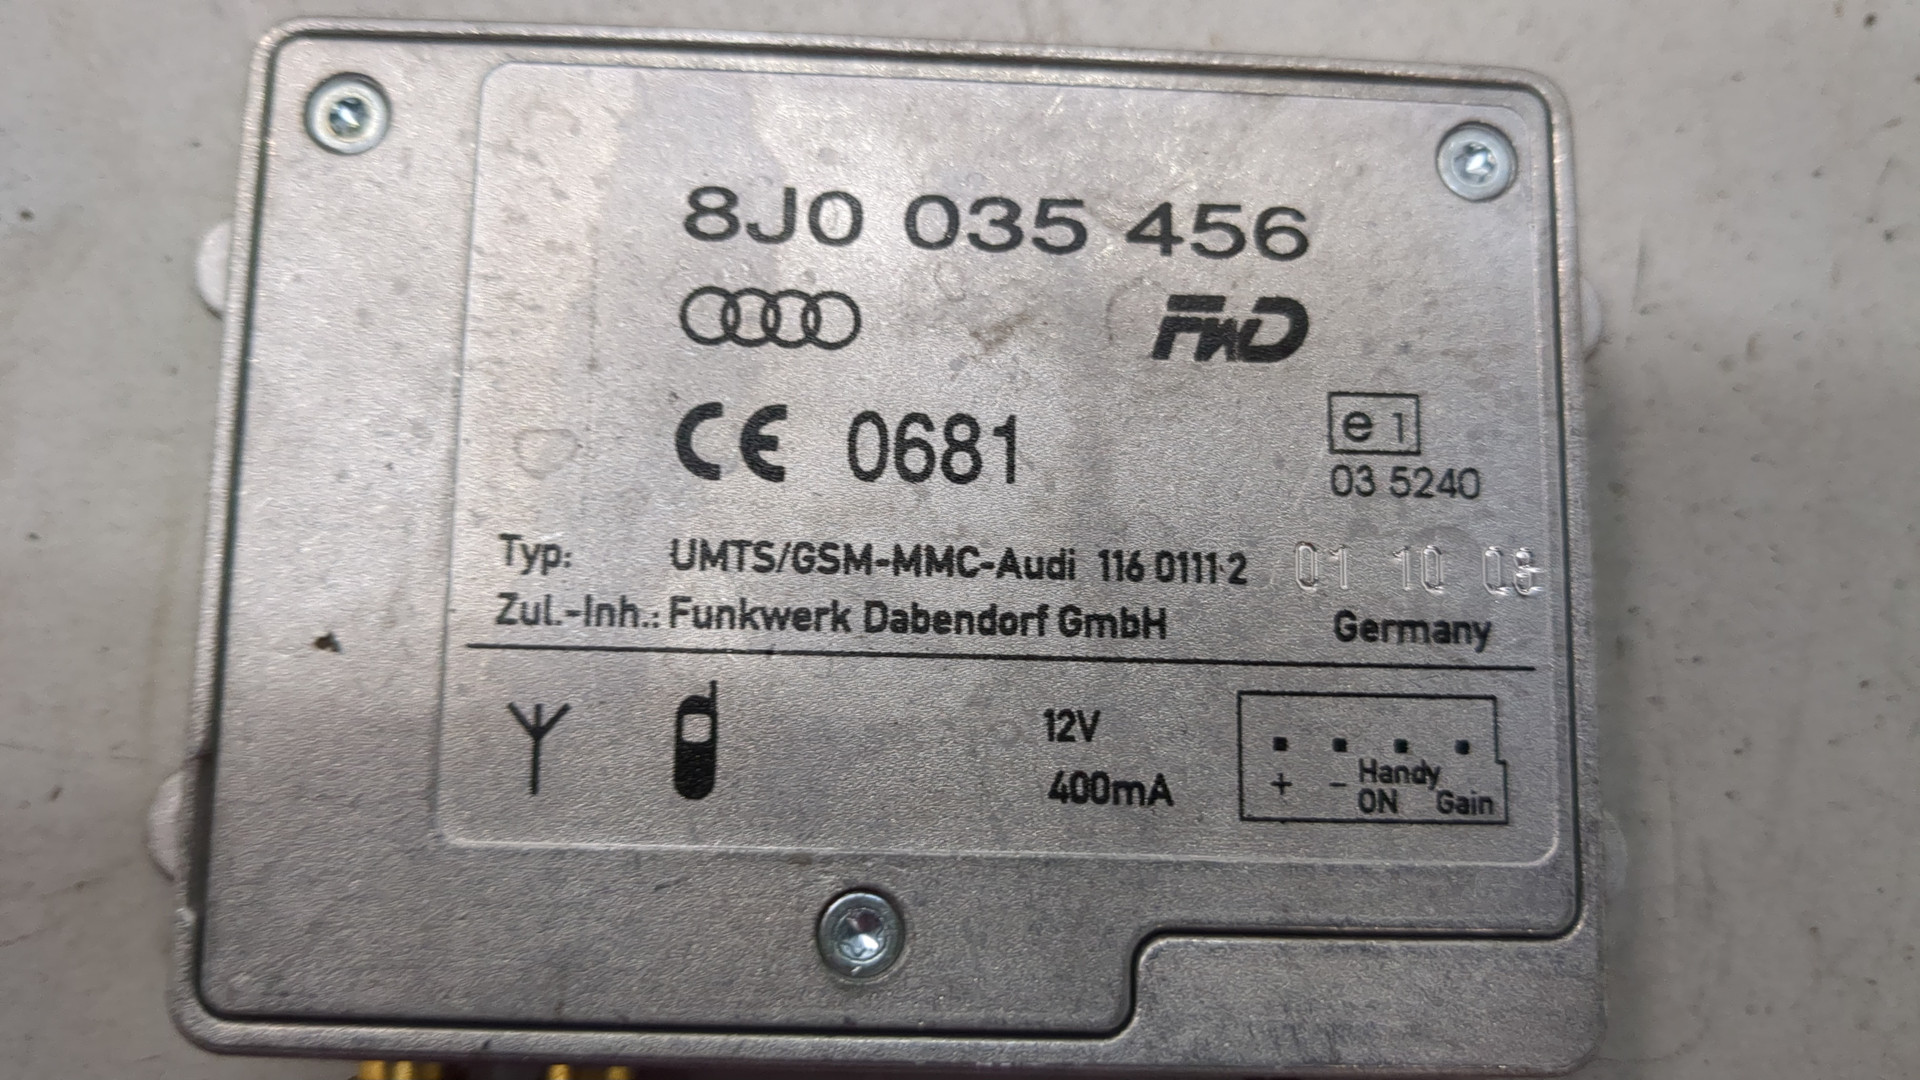 8J0 035 456
FWD
CE 0681
e 1
03 5240
Typ: UMTS/GSM-MMC-Audi 116 0111-2 01 10 08
Zul.-Inh.: Funkwerk Dabendorf GmbH Germany
12V
400mA
+ - Handy
ON Gain